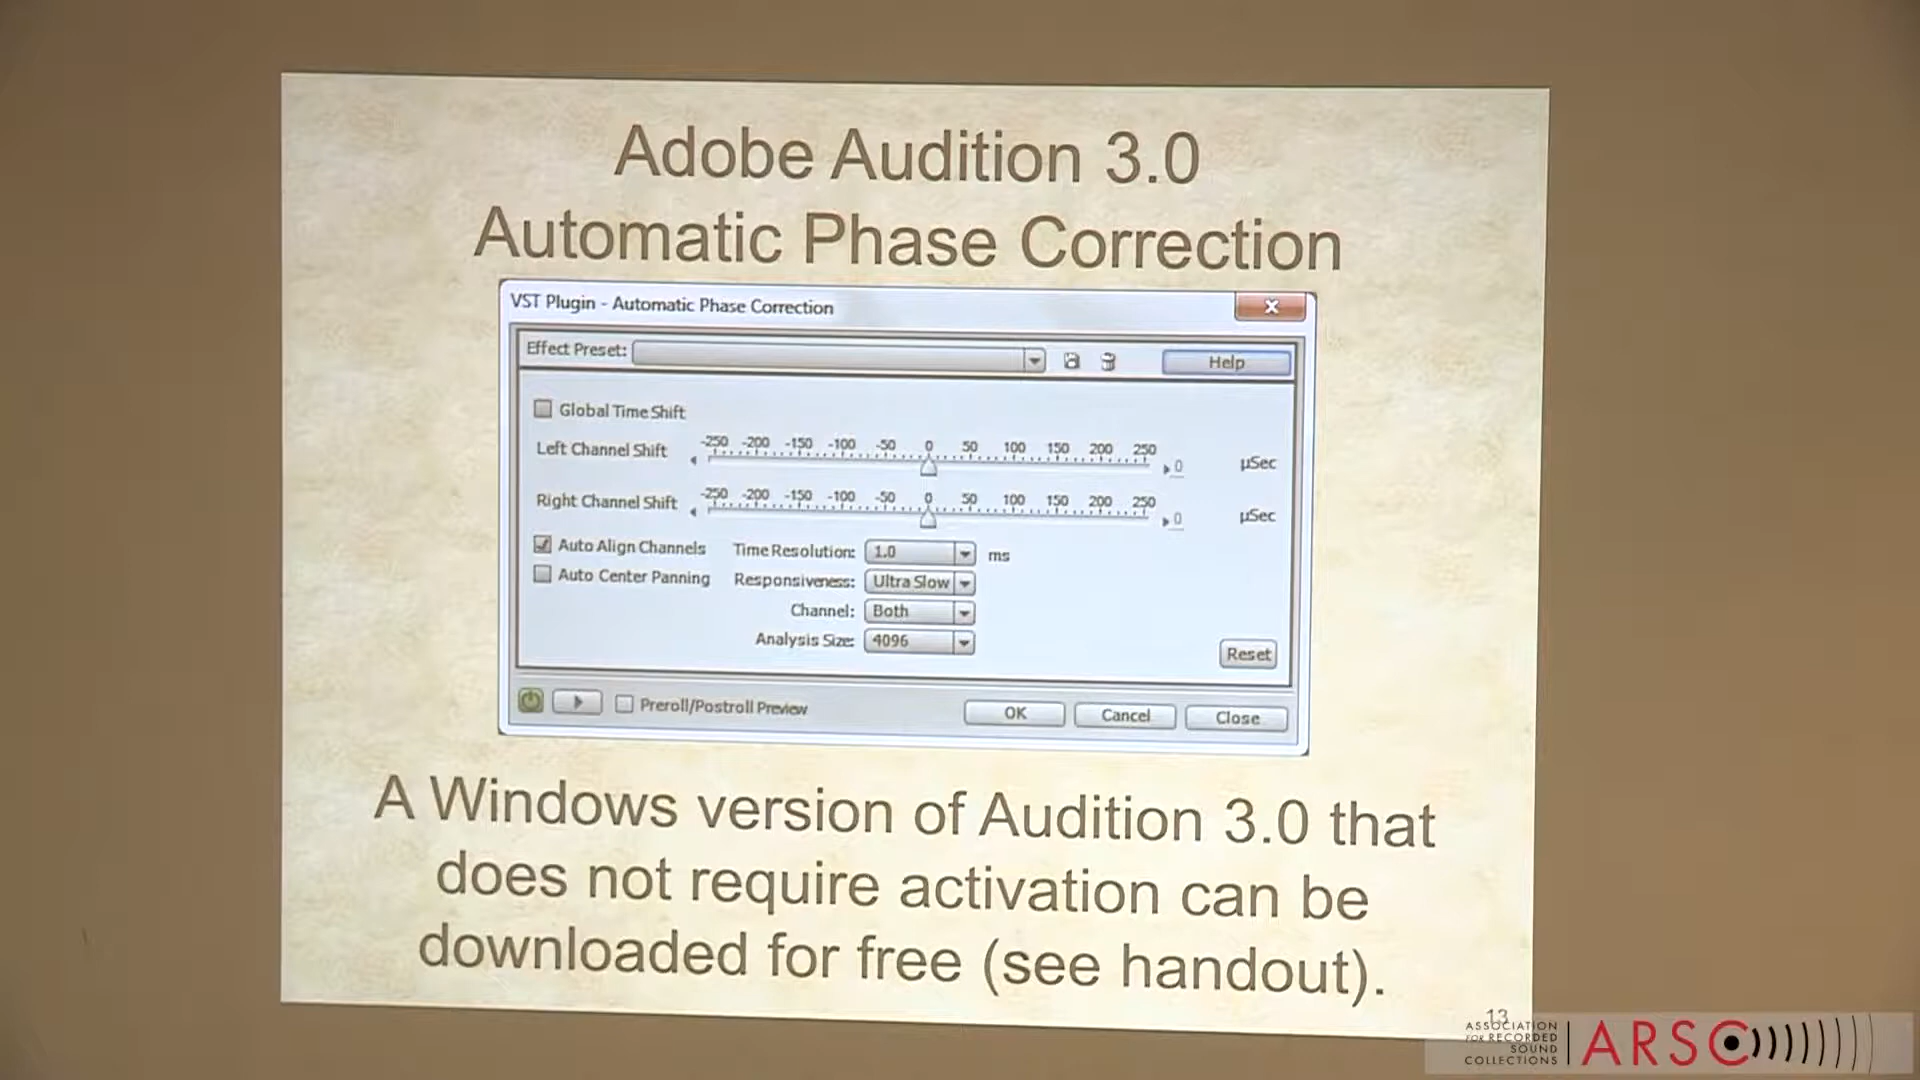 Adobe Audition 3.0
Automatic Phase Correction
VST Plugin - Automatic Phase Correction
Effect Preset:
Help
Global Time Shift
Left Channel Shift
-250 -200 -150 -100 -50 0 50 100 150 200 250
0 µSec
Right Channel Shift
-250 -200 -150 -100 -50 0 50 100 150 200 250
0 µSec
Auto Align Channels Time Resolution: 1.0 ms
Auto Center Panning Responsiveness: Ultra Slow
Channel: Both
Analysis Size: 4096
Reset
Preroll/Postroll Preview
OK Cancel Close
A Windows version of Audition 3.0 that
does not require activation can be
downloaded for free (see handout).
13
ASSOCIATION
FOR RECORDED
SOUND
COLLECTIONS
ARSC